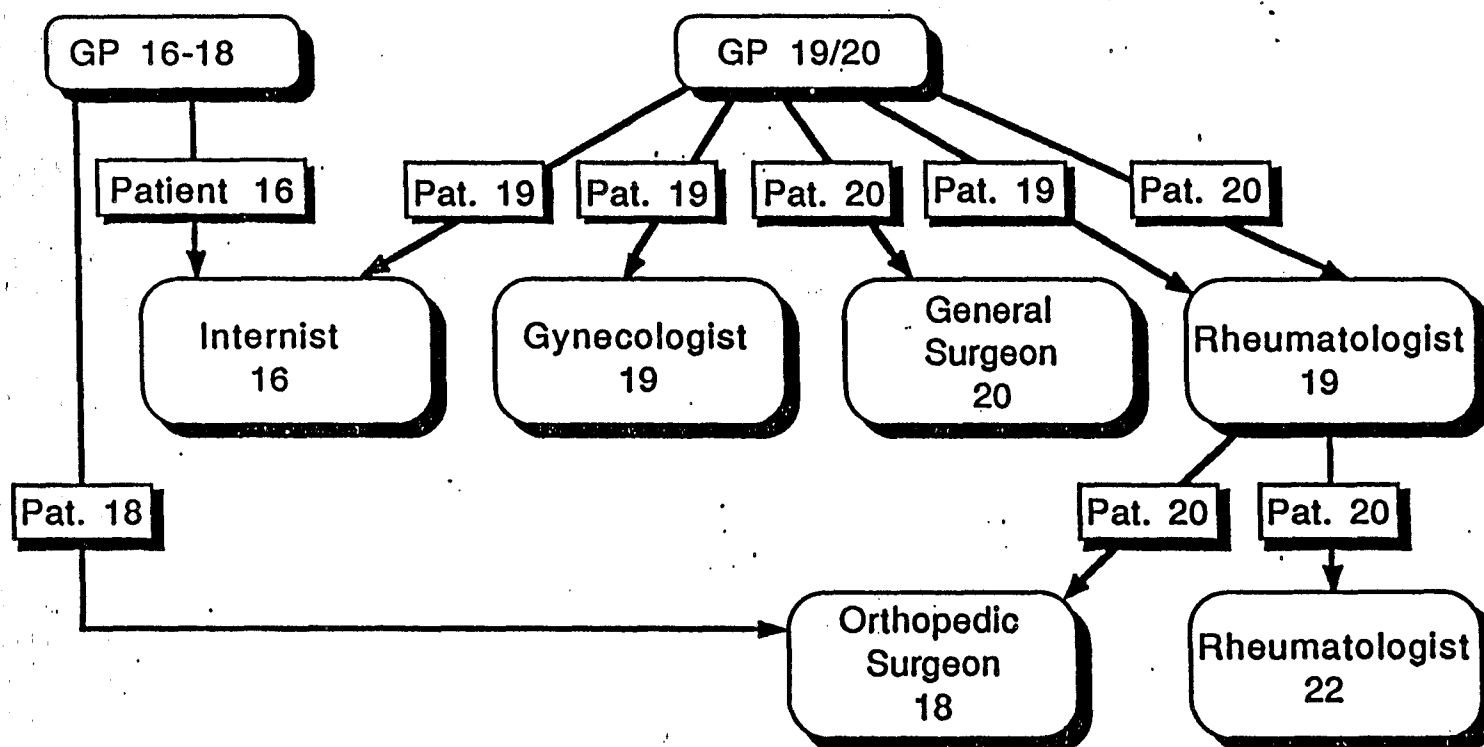 GP 16-18
GP 19/20
Patient 16
Pat. 19
Pat. 19
Pat. 20
Pat. 19
Pat. 20
Internist
16
Gynecologist
19
General
Surgeon
20
Rheumatologist
19
Pat. 18
Pat. 20
Pat. 20
Orthopedic
Surgeon
18
Rheumatologist
22